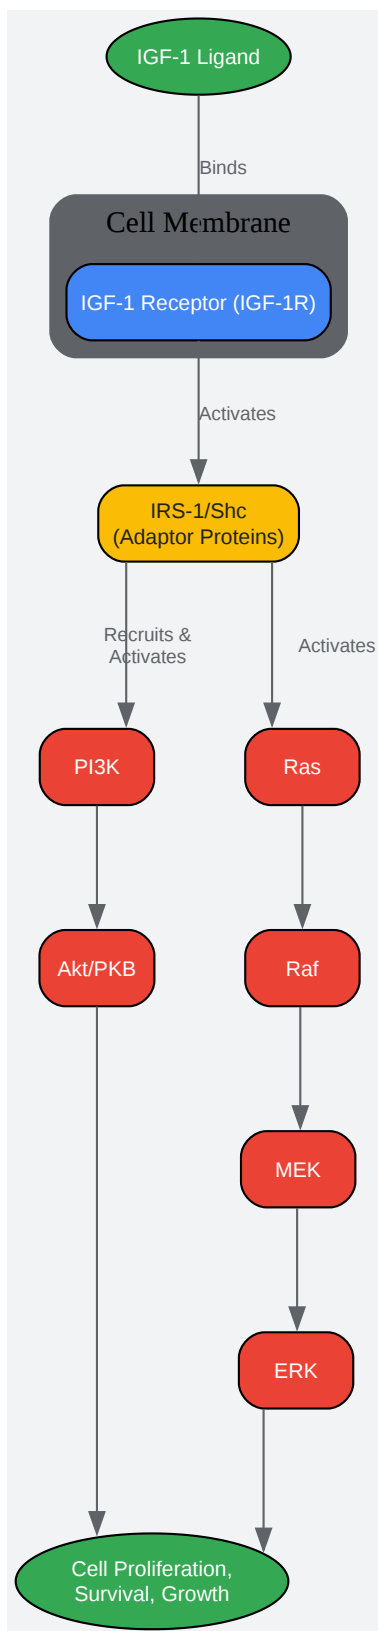 IGF-1 Ligand
Binds
Cell Membrane
IGF-1 Receptor (IGF-1R)
Activates
IRS-1/Shc
(Adaptor Proteins)
Recruits &
Activates
Activates
PI3K
Ras
Akt/PKB
Raf
MEK
ERK
Cell Proliferation,
Survival, Growth